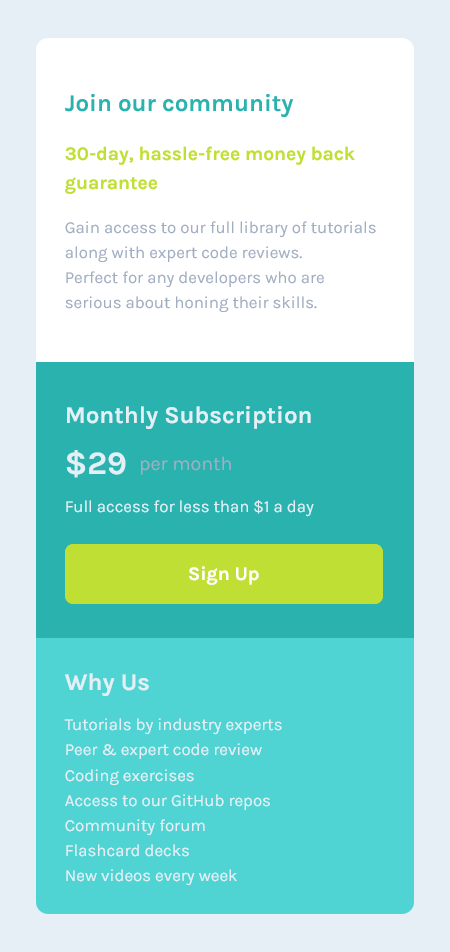 Join our community
30-day, hassle-free money back
guarantee
Gain access to our full library of tutorials
along with expert code reviews.
Perfect for any developers who are
serious about honing their skills.
Monthly Subscription
$29 per month
Full access for less than $1 a day
Sign Up
Why Us
Tutorials by industry experts
Peer & expert code review
Coding exercises
Access to our GitHub repos
Community forum
Flashcard decks
New videos every week